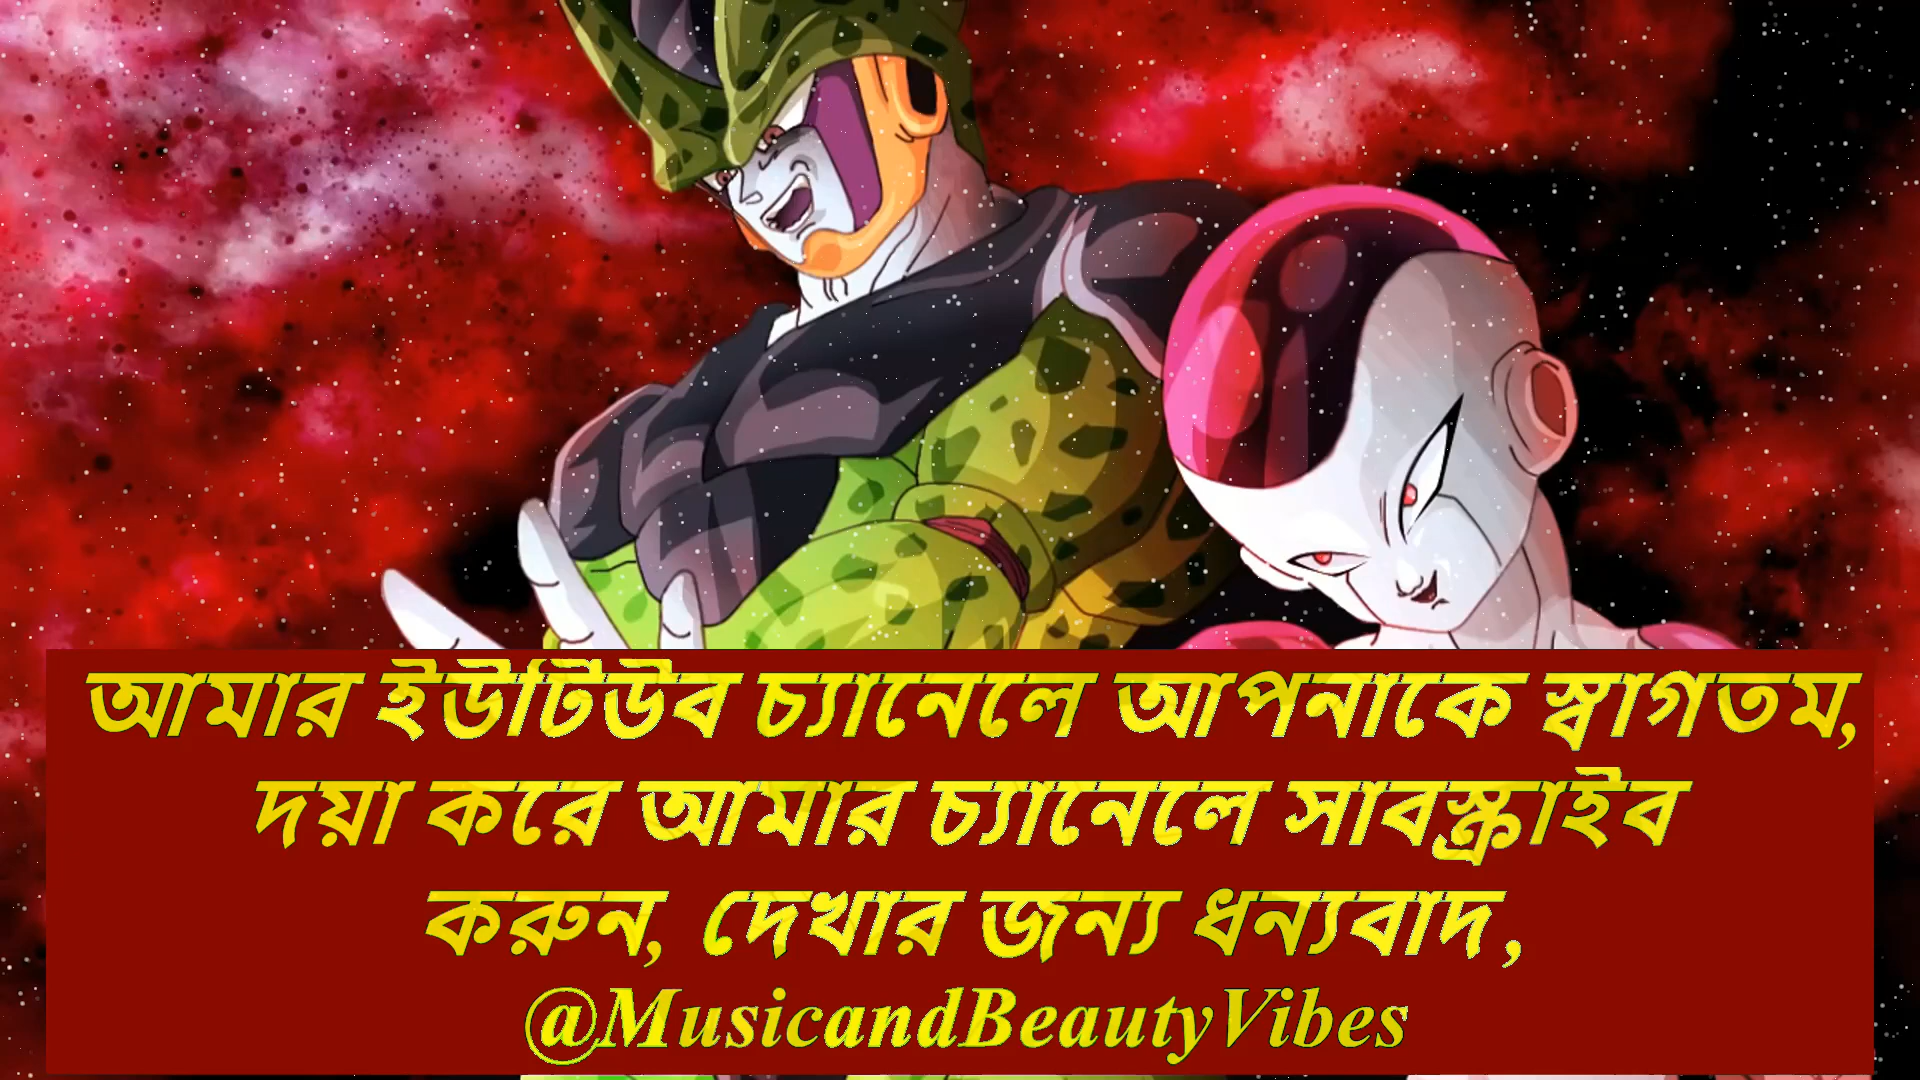 আমার ইউটিউব চ্যানেলে আপনাকে স্বাগতম,
দয়া করে আমার চ্যানেলে সাবস্ক্রাইব
করুন, দেখার জন্য ধন্যবাদ,
@MusicandBeautyVibes